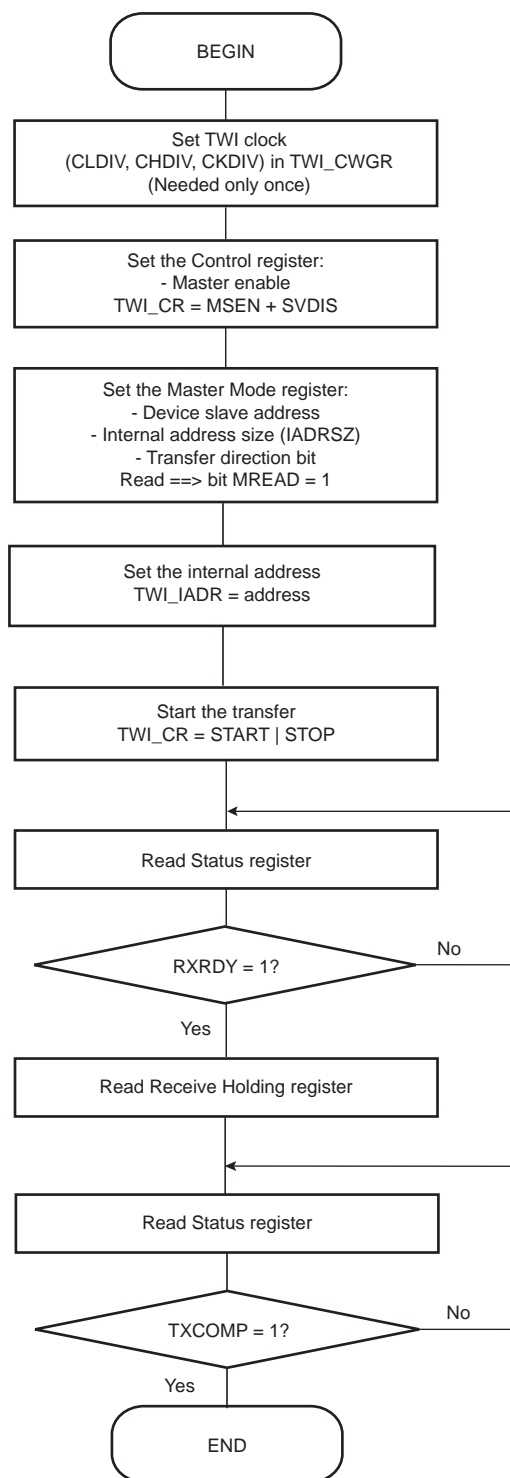 BEGIN
Set TWI clock
(CLDIV, CHDIV, CKDIV) in TWI_CWGR
(Needed only once)
Set the Control register:
- Master enable
TWI_CR = MSEN + SVDIS
Set the Master Mode register:
- Device slave address
- Internal address size (IADRSZ)
- Transfer direction bit
Read ==> bit MREAD = 1
Set the internal address
TWI_IADR = address
Start the transfer
TWI_CR = START | STOP
Read Status register
RXRDY = 1?
No
Yes
Read Receive Holding register
Read Status register
TXCOMP = 1?
No
Yes
END